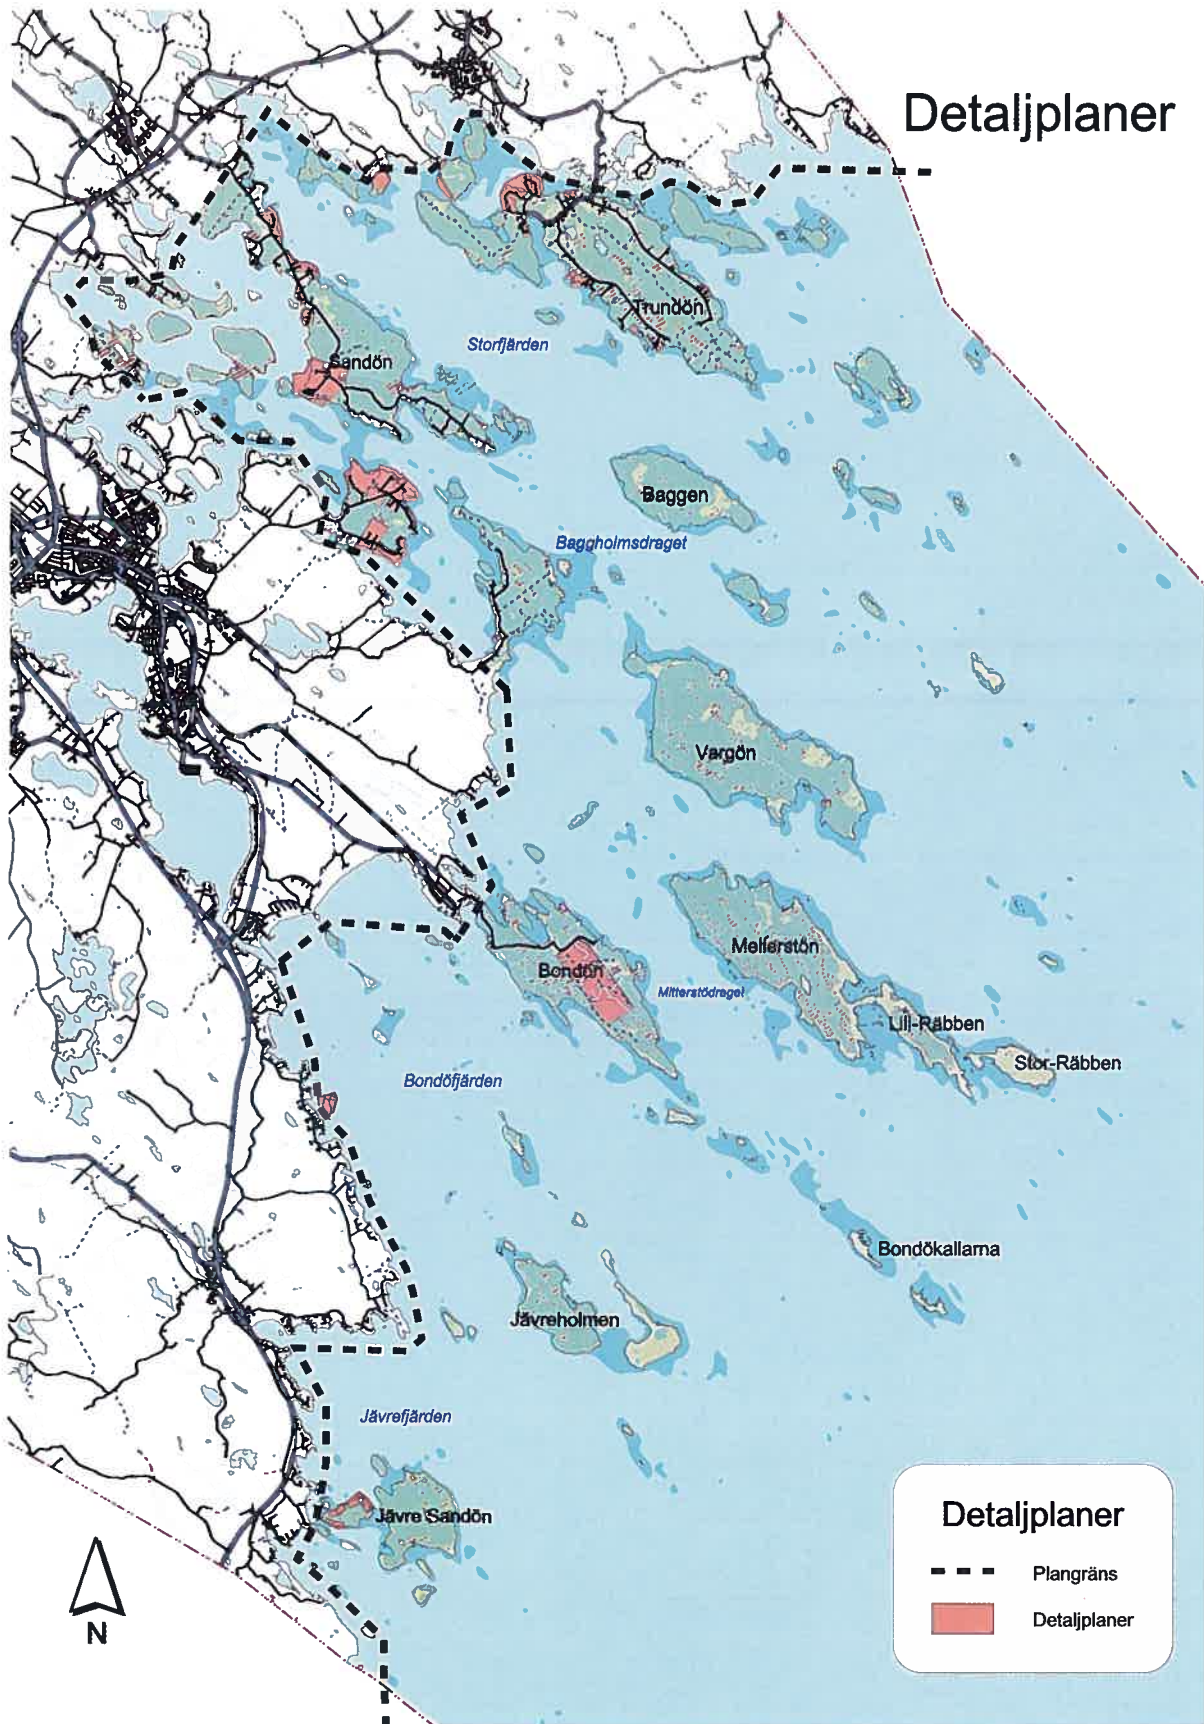 Detaljplaner
Trundön
Storfjärden
Sandön
Baggen
Baggholmsdraget
Vargön
Mellerstön
Bondön
Mitterstödraget
Lill-Räbben
Stor-Räbben
Bondöfjärden
Bondökallarna
Jävreholmen
Jävrefjärden
Jävre Sandön
Detaljplaner
Plangräns
Detaljplaner
N